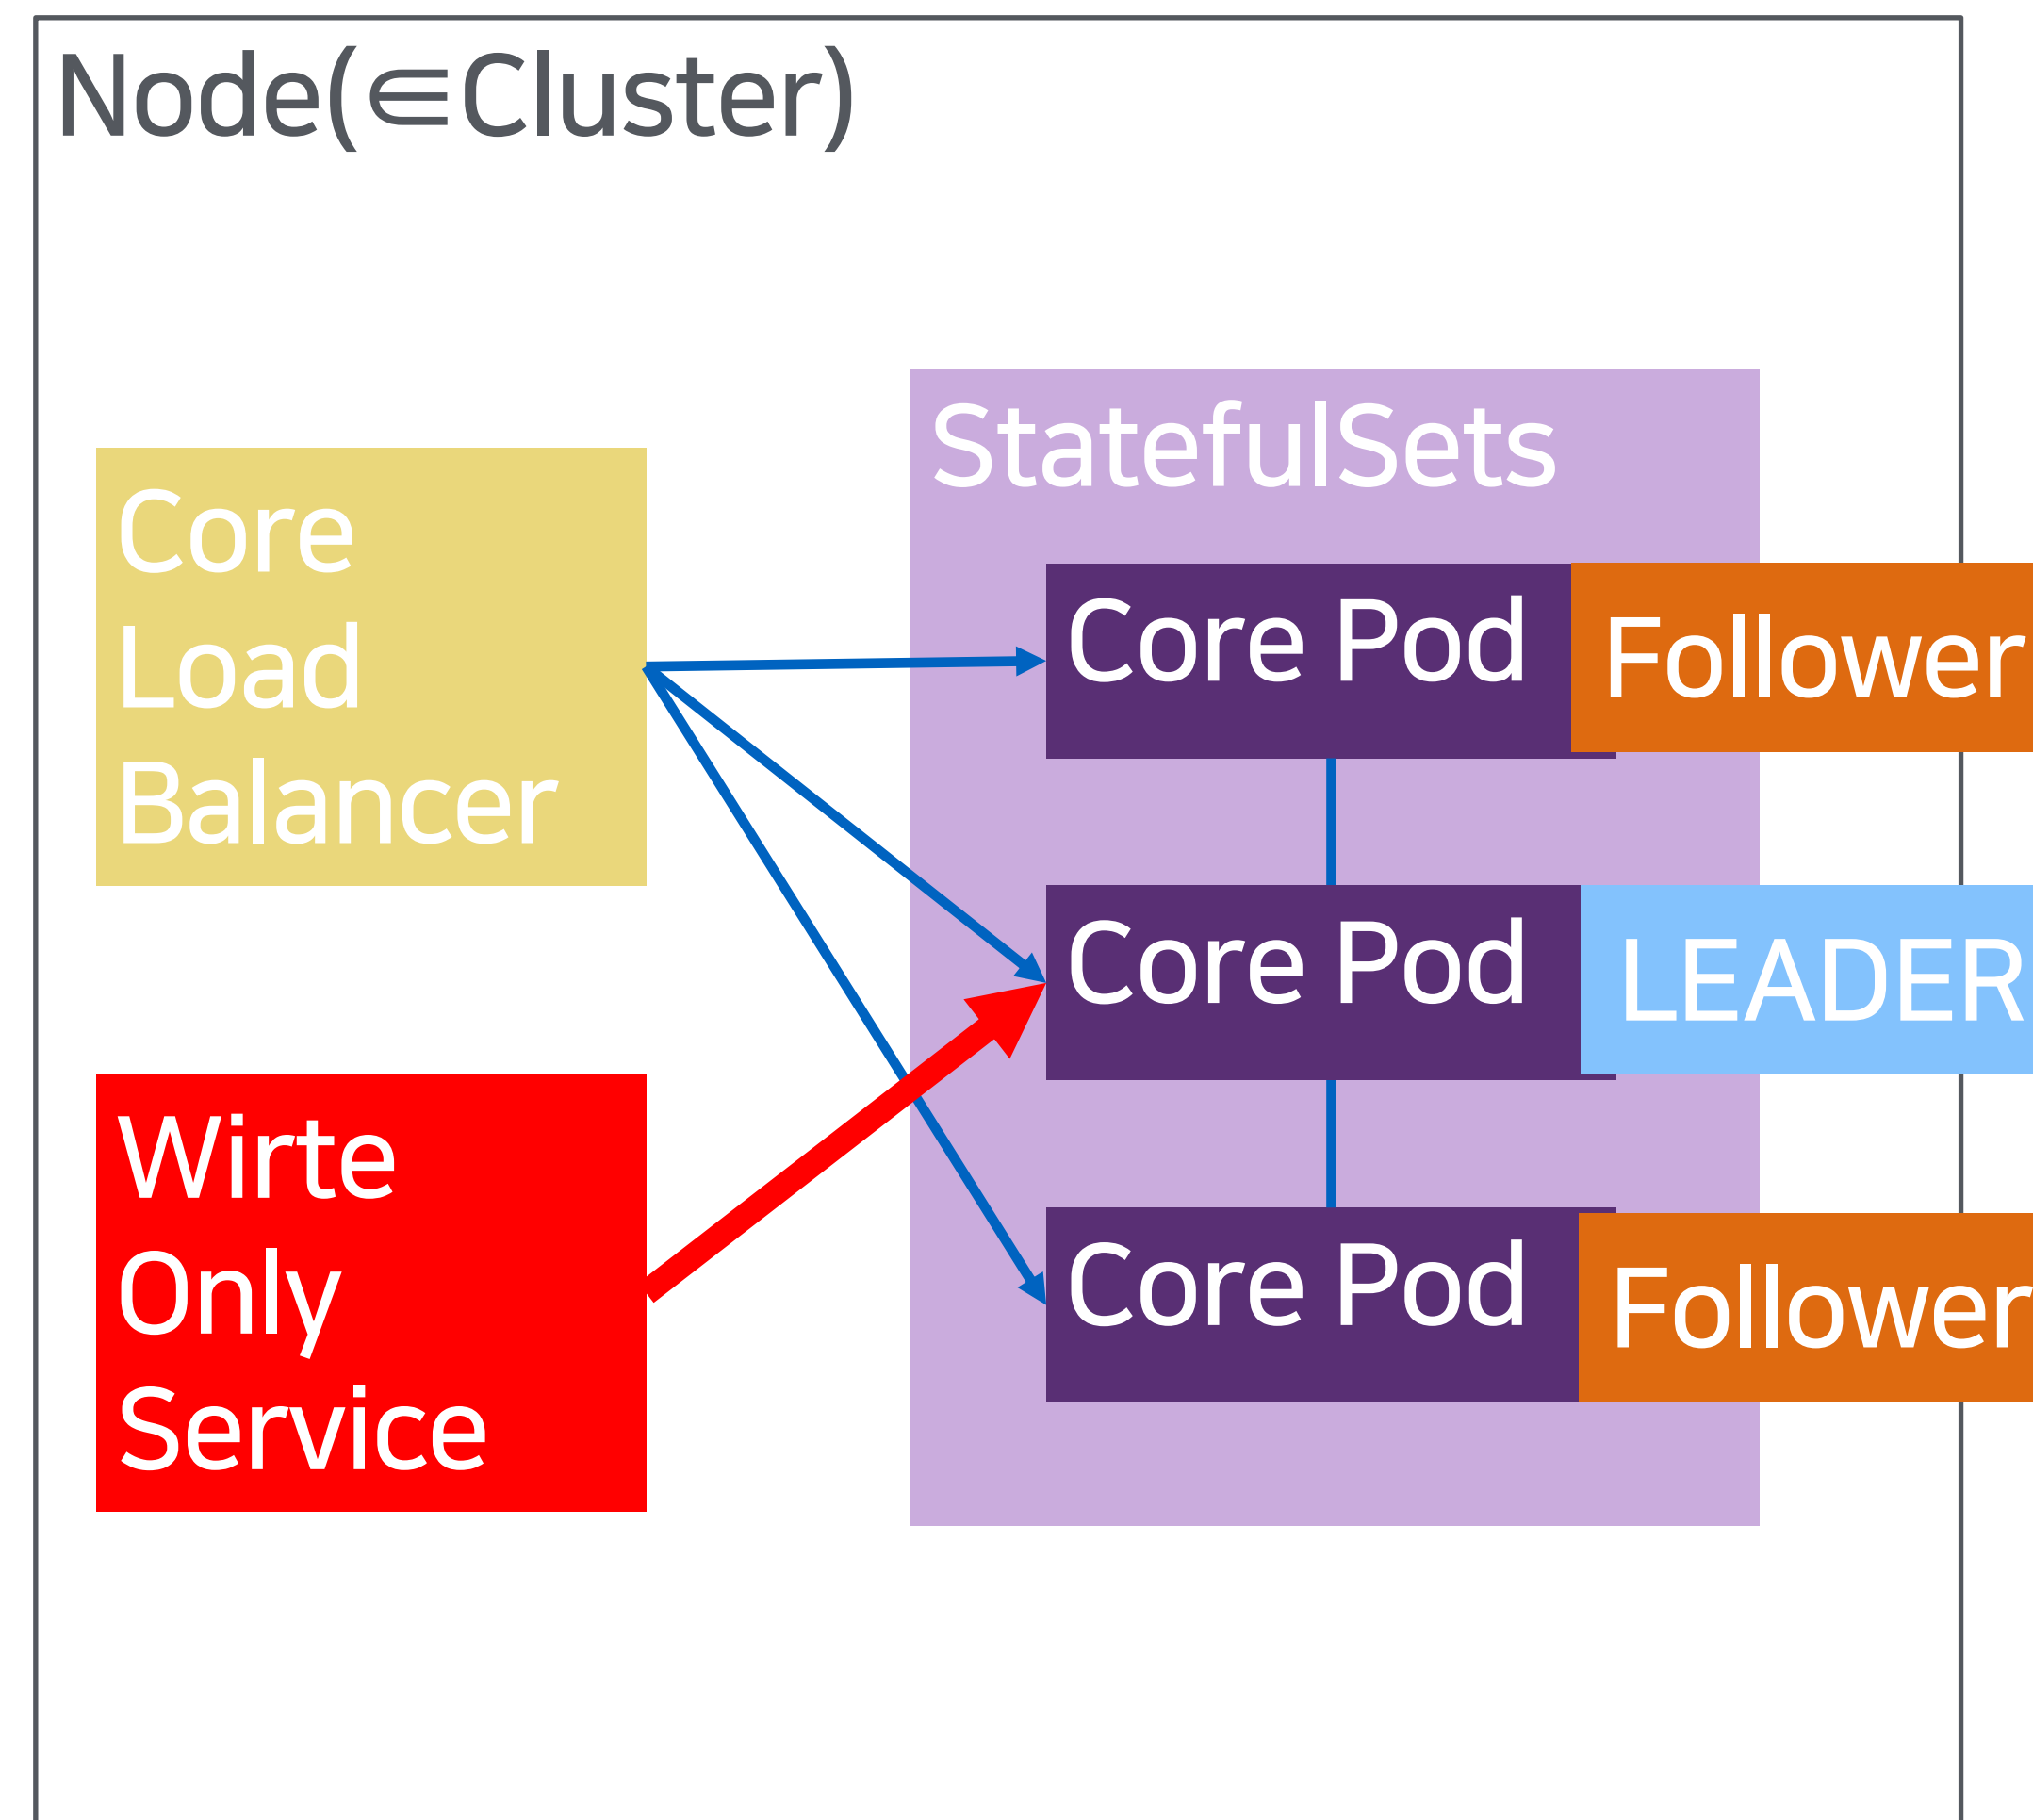 Node(∈Cluster)
StatefulSets
Core
Load
Balancer
Core Pod
Follower
Core Pod
LEADER
Wirte
Only
Service
Core Pod
Follower